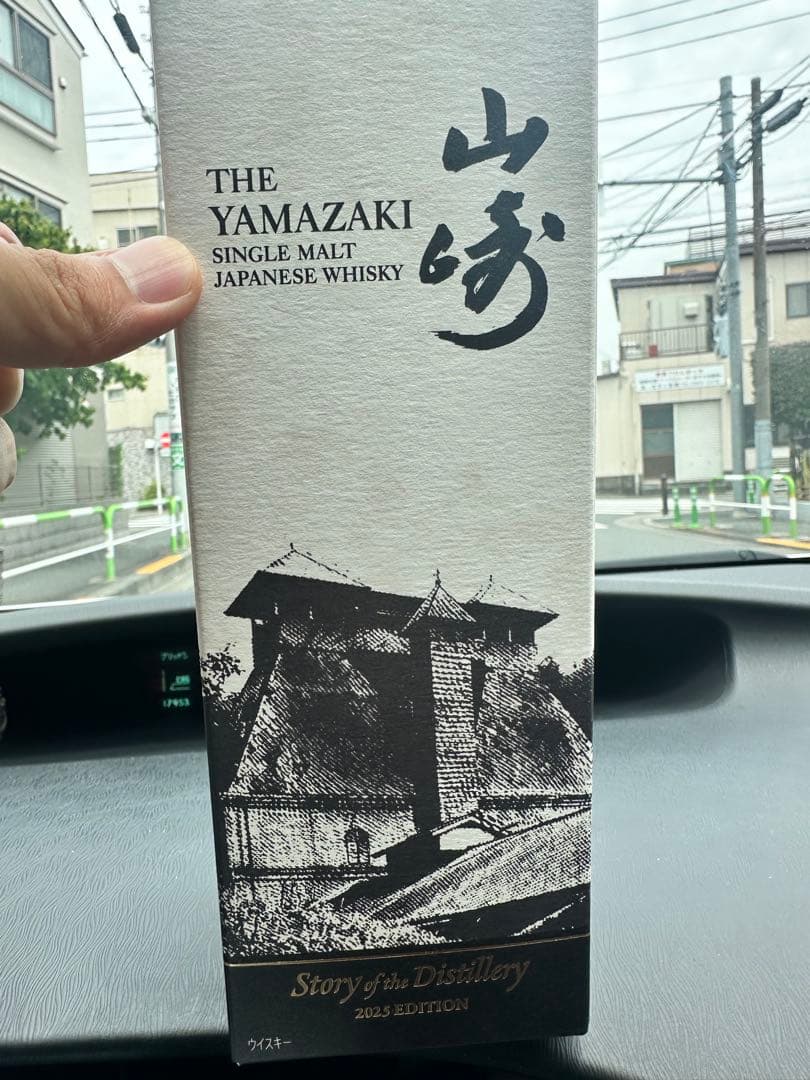 THE
YAMAZAKI
SINGLE MALT
JAPANESE WHISKY
山崎
Story of the Distillery
2025 EDITION
ウイスキー